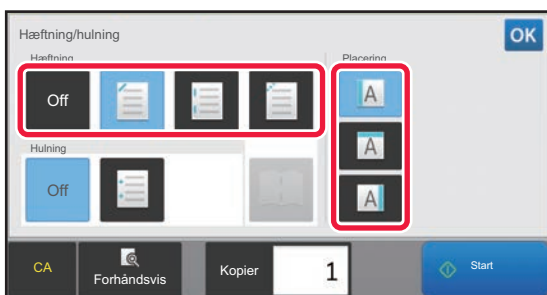 Hæftning/hulning
OK
Hæftning
Placering
Off
A
A
A
Hulning
Off
CA
Forhåndsvis
Kopier
1
Start